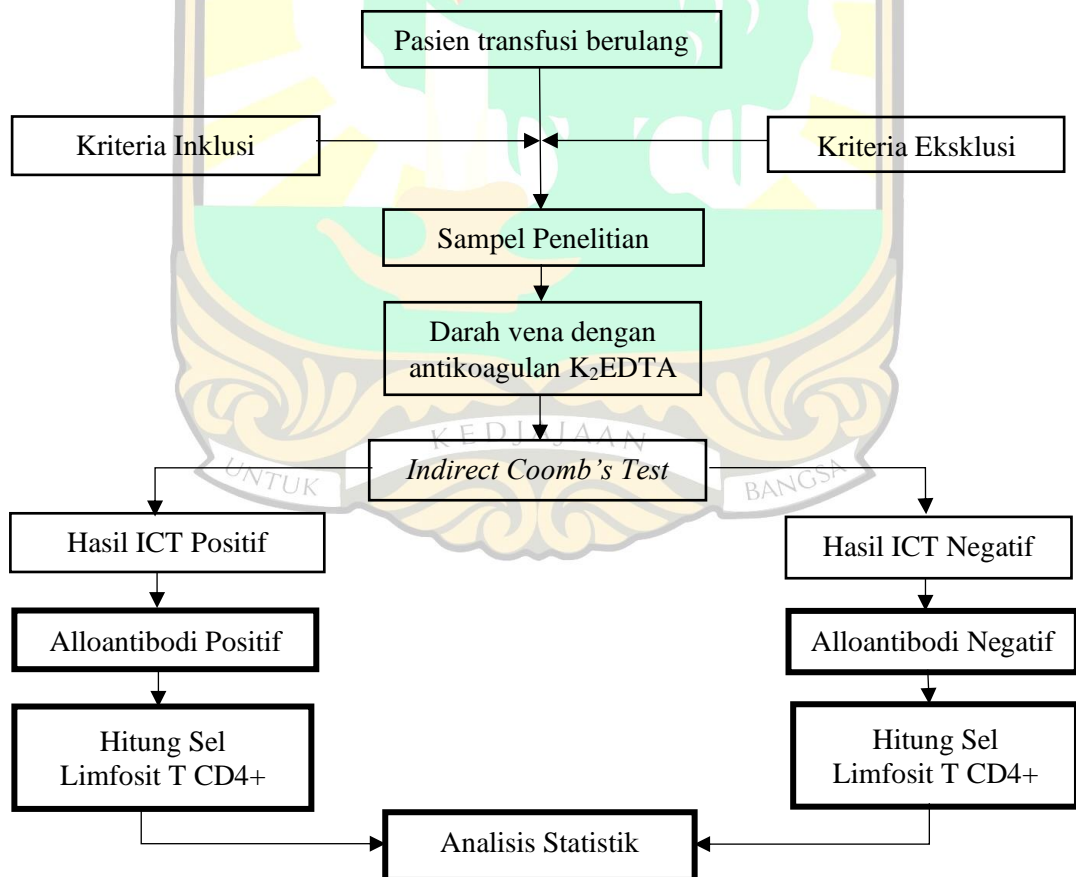 Pasien transfusi berulang
Kriteria Inklusi
Kriteria Eksklusi
Sampel Penelitian
Darah vena dengan
antikoagulan K₂EDTA
KEDJAJAAN
UNTUK
Indirect Coomb's Test
BANGSA
Hasil ICT Positif
Hasil ICT Negatif
Alloantibodi Positif
Alloantibodi Negatif
Hitung Sel
Limfosit T CD4+
Hitung Sel
Limfosit T CD4+
Analisis Statistik